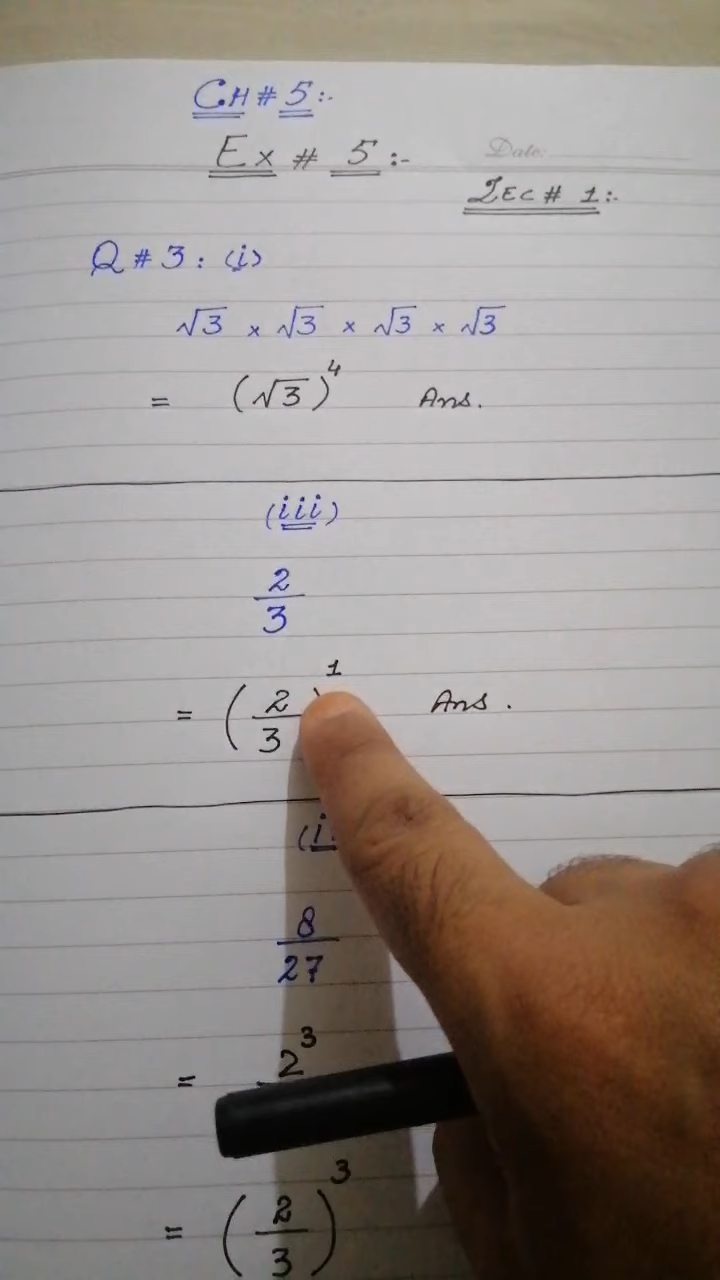 CH # 5:-
Ex # 5:-
Date:
LEC # 1:-
Q # 3: (i)
√3 × √3 × √3 × √3
= (√3)⁴ Ans.
(iii)
2/3
= (2/3)¹ Ans.
8/27
= 2³
= (2/3)³